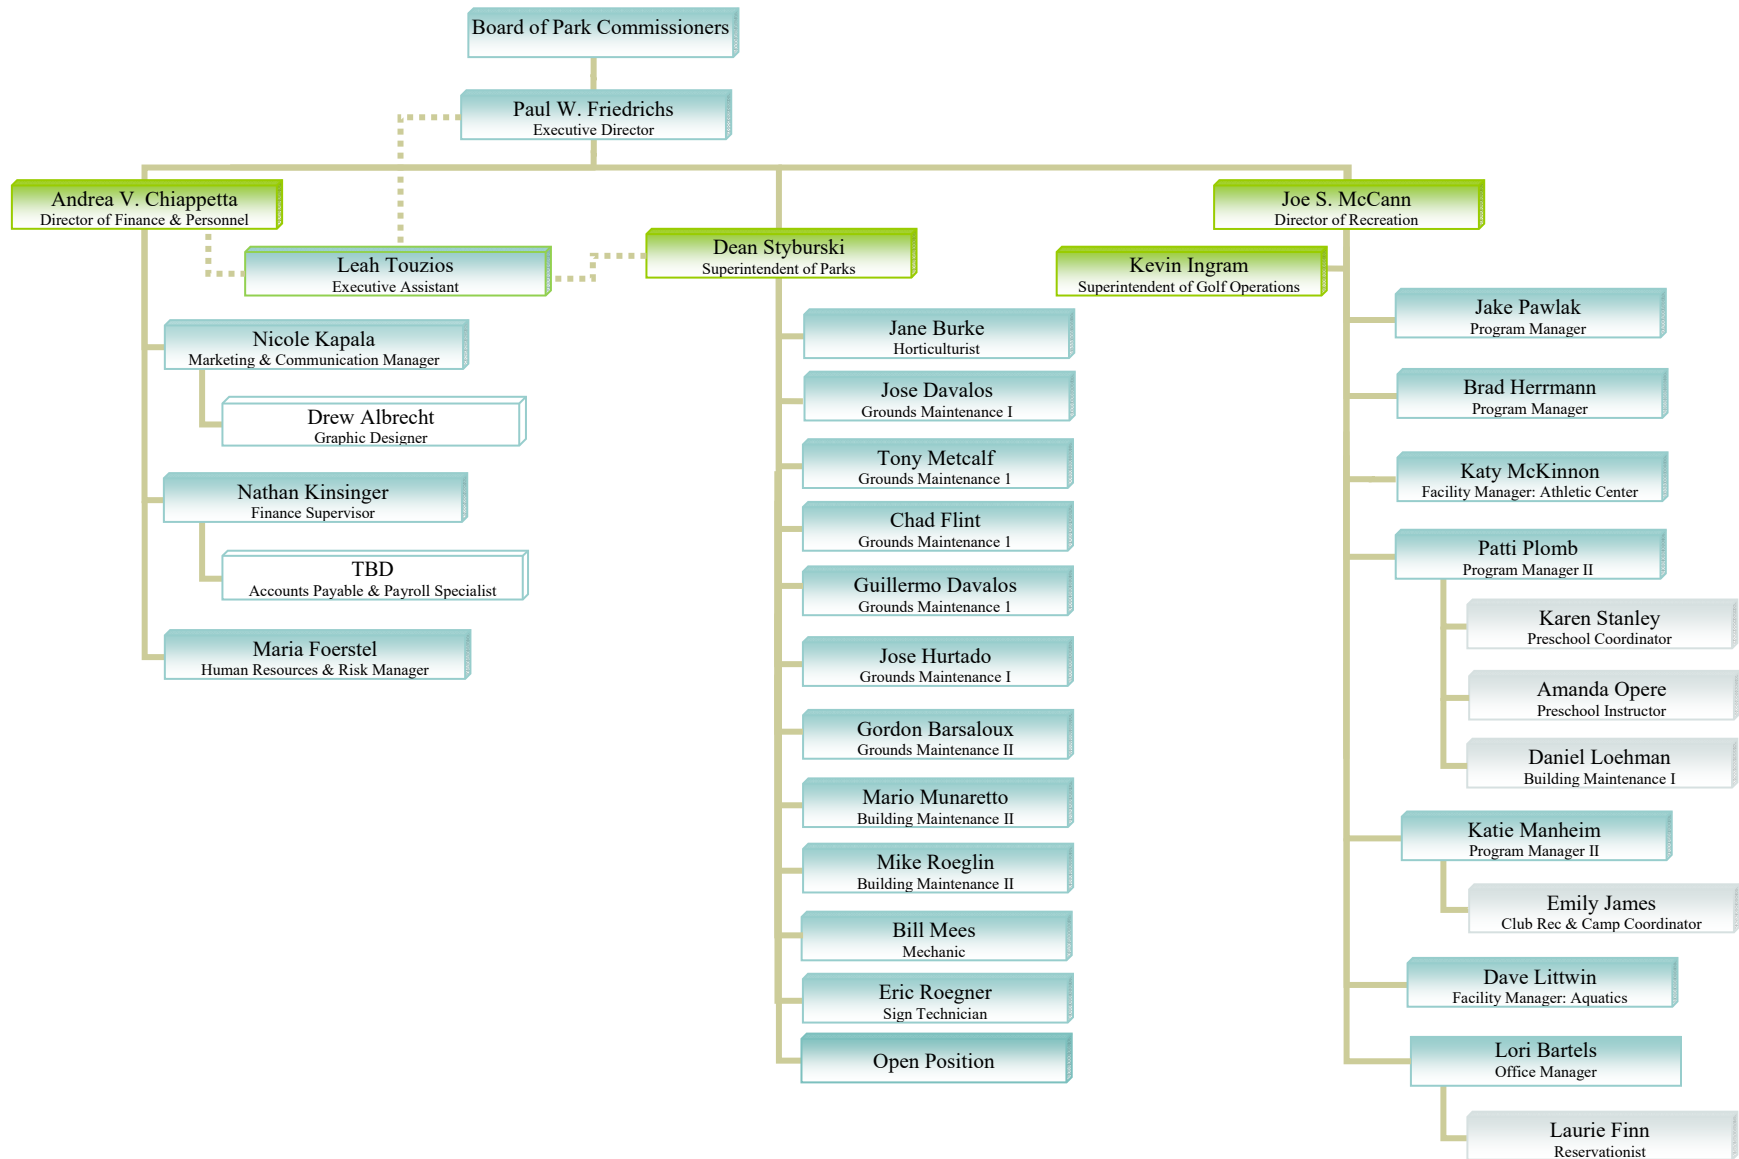 Board of Park Commissioners
Paul W. Friedrichs
Executive Director
Andrea V. Chiappetta
Director of Finance & Personnel
Leah Touzios
Executive Assistant
Nicole Kapala
Marketing & Communication Manager
Drew Albrecht
Graphic Designer
Nathan Kinsinger
Finance Supervisor
TBD
Accounts Payable & Payroll Specialist
Maria Foerstel
Human Resources & Risk Manager
Dean Styburski
Superintendent of Parks
Jane Burke
Horticulturist
Jose Davalos
Grounds Maintenance I
Tony Metcalf
Grounds Maintenance 1
Chad Flint
Grounds Maintenance 1
Guillermo Davalos
Grounds Maintenance 1
Jose Hurtado
Grounds Maintenance I
Gordon Barsaloux
Grounds Maintenance II
Mario Munaretto
Building Maintenance II
Mike Roeglin
Building Maintenance II
Bill Mees
Mechanic
Eric Roegner
Sign Technician
Open Position
Joe S. McCann
Director of Recreation
Kevin Ingram
Superintendent of Golf Operations
Jake Pawlak
Program Manager
Brad Herrmann
Program Manager
Katy McKinnon
Facility Manager: Athletic Center
Patti Plomb
Program Manager II
Karen Stanley
Preschool Coordinator
Amanda Opere
Preschool Instructor
Daniel Loehman
Building Maintenance I
Katie Manheim
Program Manager II
Emily James
Club Rec & Camp Coordinator
Dave Littwin
Facility Manager: Aquatics
Lori Bartels
Office Manager
Laurie Finn
Reservationist